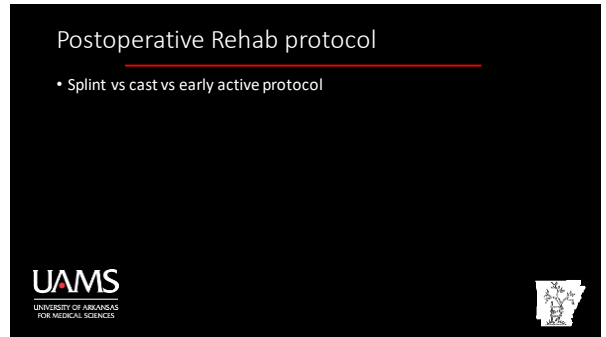 Postoperative Rehab protocol
• Splint vs cast vs early active protocol
UAMS
UNIVERSITY OF ARKANSAS
FOR MEDICAL SCIENCES